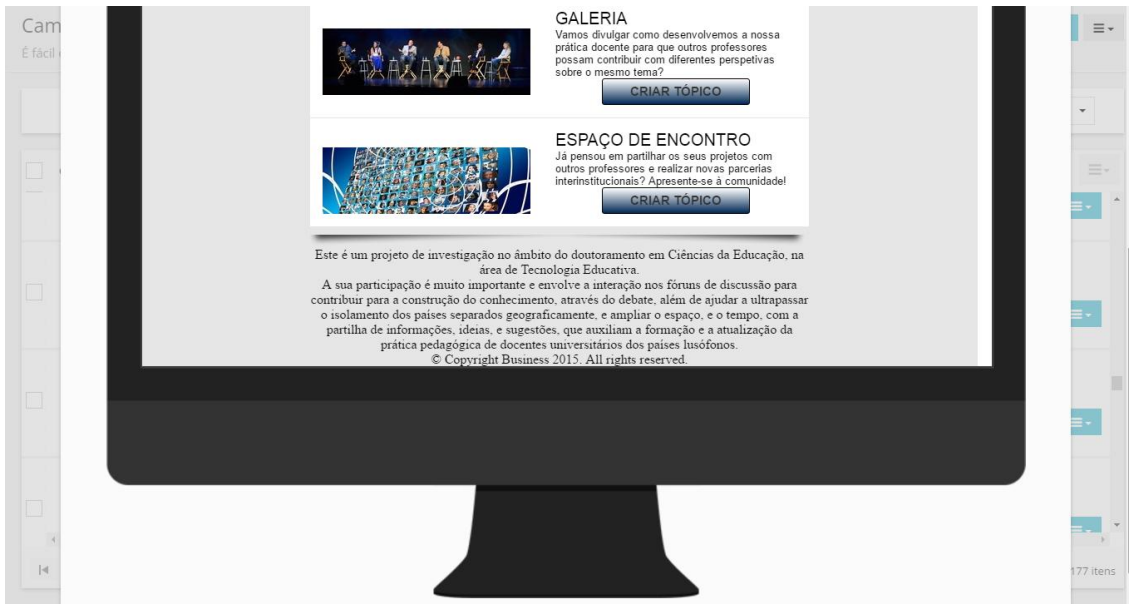 Cam
É fácil
GALERIA
Vamos divulgar como desenvolvemos a nossa
prática docente para que outros professores
possam contribuir com diferentes perspetivas
sobre o mesmo tema?
CRIAR TÓPICO
ESPAÇO DE ENCONTRO
Já pensou em partilhar os seus projetos com
outros professores e realizar novas parcerias
interinstitucionais? Apresente-se à comunidade!
CRIAR TÓPICO
Este é um projeto de investigação no âmbito do doutoramento em Ciências da Educação, na
área de Tecnologia Educativa.
A sua participação é muito importante e envolve a interação nos fóruns de discussão para
contribuir para a construção do conhecimento, através do debate, além de ajudar a ultrapassar
o isolamento dos países separados geograficamente, e ampliar o espaço, e o tempo, com a
partilha de informações, ideias, e sugestões, que auxiliam a formação e a atualização da
prática pedagógica de docentes universitários dos países lusófonos.
© Copyright Business 2015. All rights reserved.
177 itens